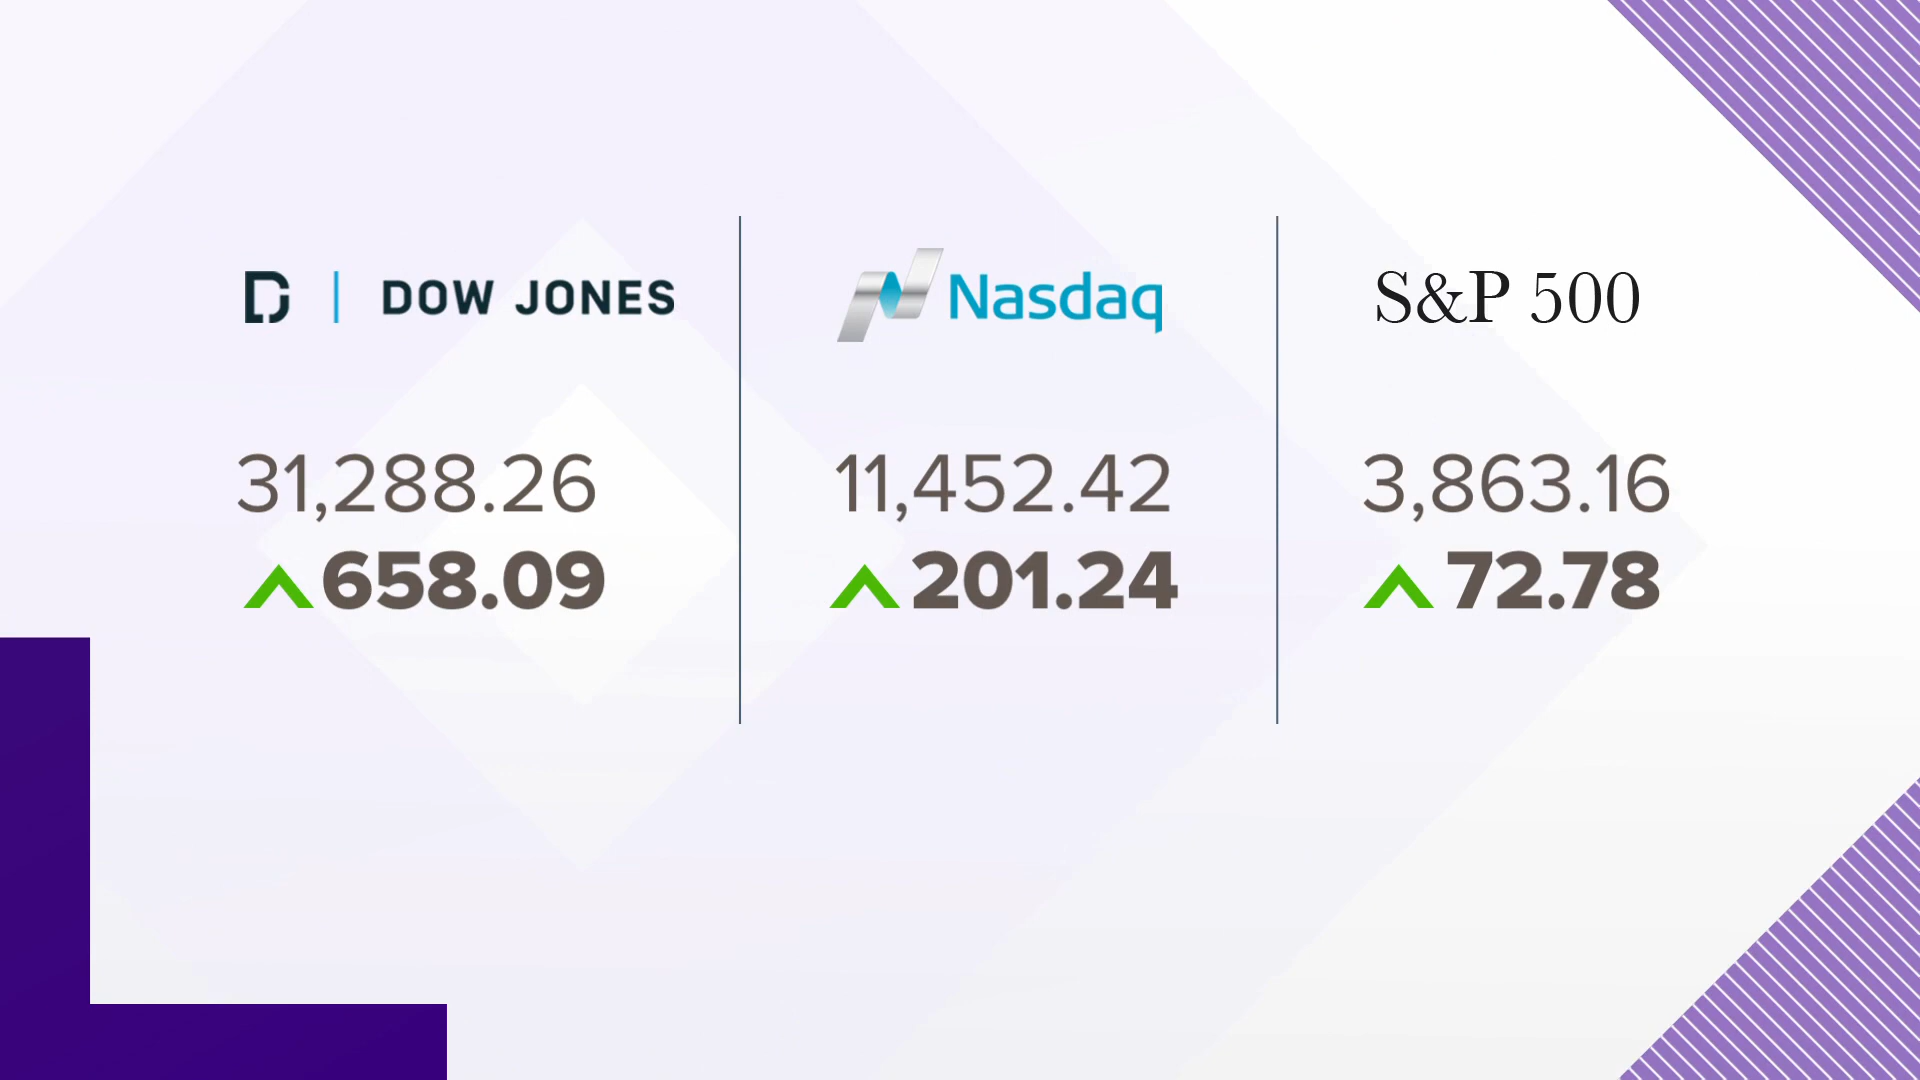 D | DOW JONES
31,288.26
658.09
Nasdaq
11,452.42
201.24
S&P 500
3,863.16
72.78